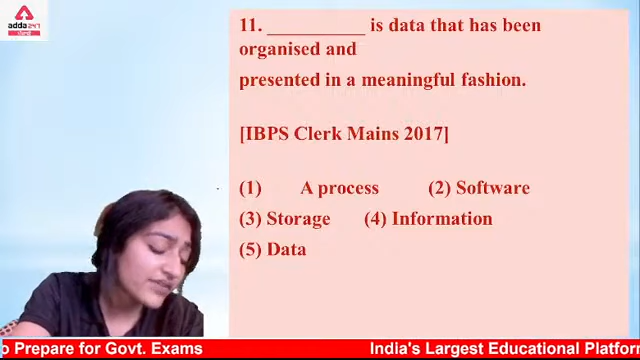 adda247
ਪੰਜਾਬੀ
11. __________ is data that has been
organised and
presented in a meaningful fashion.
[IBPS Clerk Mains 2017]
(1) A process (2) Software
(3) Storage (4) Information
(5) Data
o Prepare for Govt. Exams India's Largest Educational Platforn